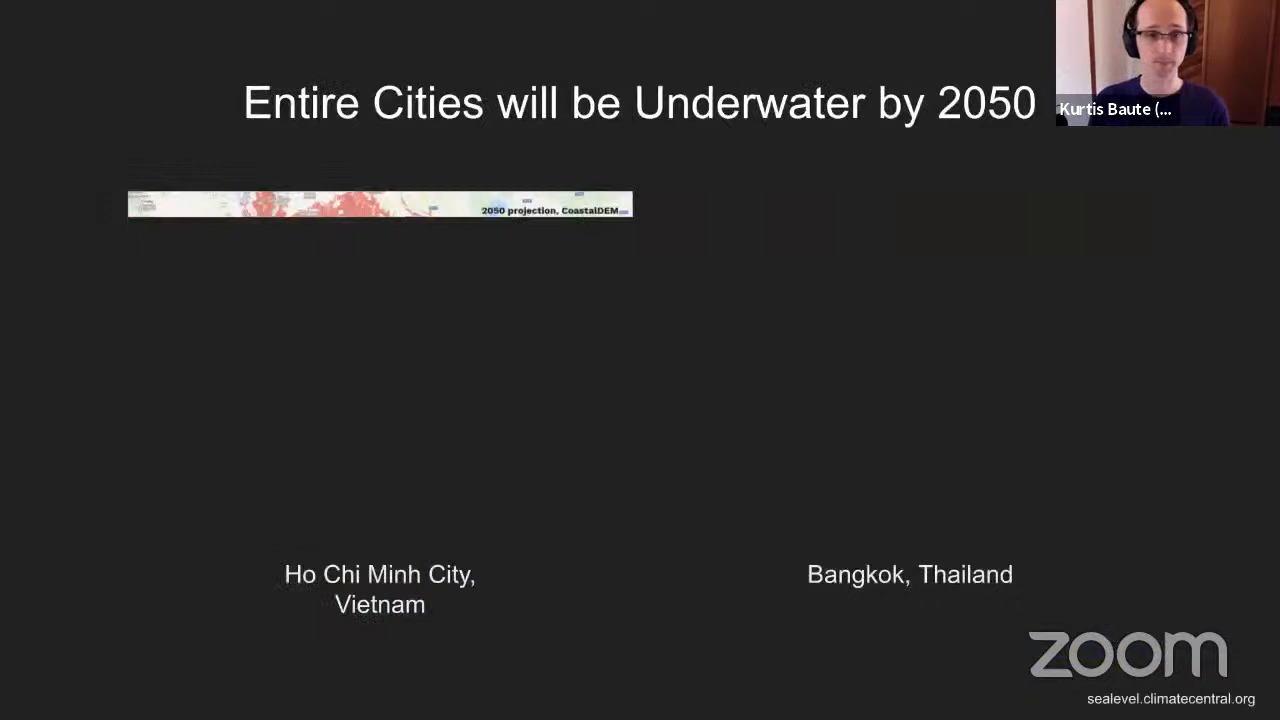 Entire Cities will be Underwater by 2050
Kurtis Baute (...
2050 projection, CoastalDEM
Ho Chi Minh City,
Vietnam
Bangkok, Thailand
zoom
sealevel.climatecentral.org